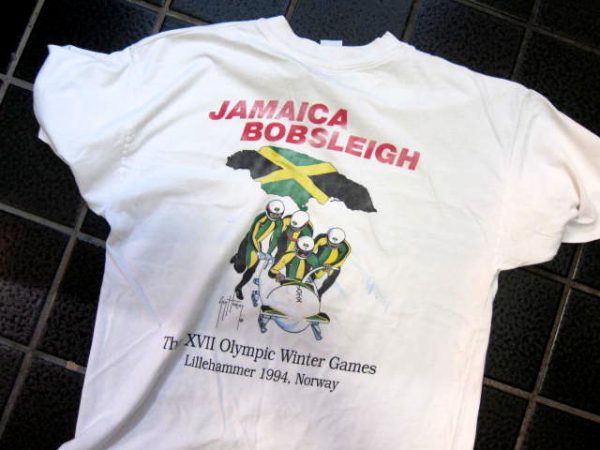 JAMAICA
BOBSLEIGH
The XVII Olympic Winter Games
Lillehammer 1994, Norway